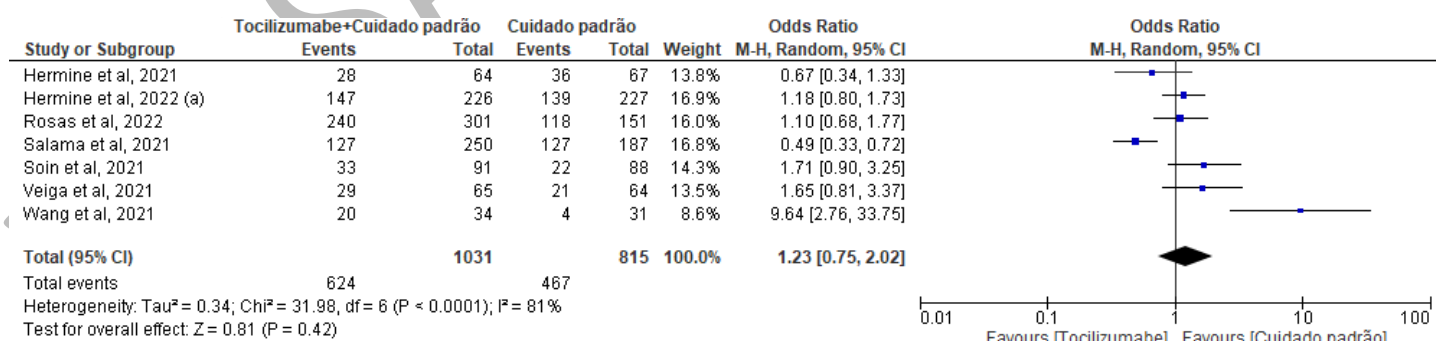 Tocilizumabe+Cuidado padrão Cuidado padrão Odds Ratio Odds Ratio
Study or Subgroup Events Total Events Total Weight M-H, Random, 95% CI M-H, Random, 95% CI
Hermine et al, 2021 28 64 36 67 13.8% 0.67 [0.34, 1.33]
Hermine et al, 2022 (a) 147 226 139 227 16.9% 1.18 [0.80, 1.73]
Rosas et al, 2022 240 301 118 151 16.0% 1.10 [0.68, 1.77]
Salama et al, 2021 127 250 127 187 16.8% 0.49 [0.33, 0.72]
Soin et al, 2021 33 91 22 88 14.3% 1.71 [0.90, 3.25]
Veiga et al, 2021 29 65 21 64 13.5% 1.65 [0.81, 3.37]
Wang et al, 2021 20 34 4 31 8.6% 9.64 [2.76, 33.75]
Total (95% CI) 1031 815 100.0% 1.23 [0.75, 2.02]
Total events 624 467
Heterogeneity: Tau² = 0.34; Chi² = 31.98, df = 6 (P < 0.0001); I² = 81%
Test for overall effect: Z = 0.81 (P = 0.42)
0.01 0.1 1 10 100
Favours [Tocilizumabe] Favours [Cuidado padrão]